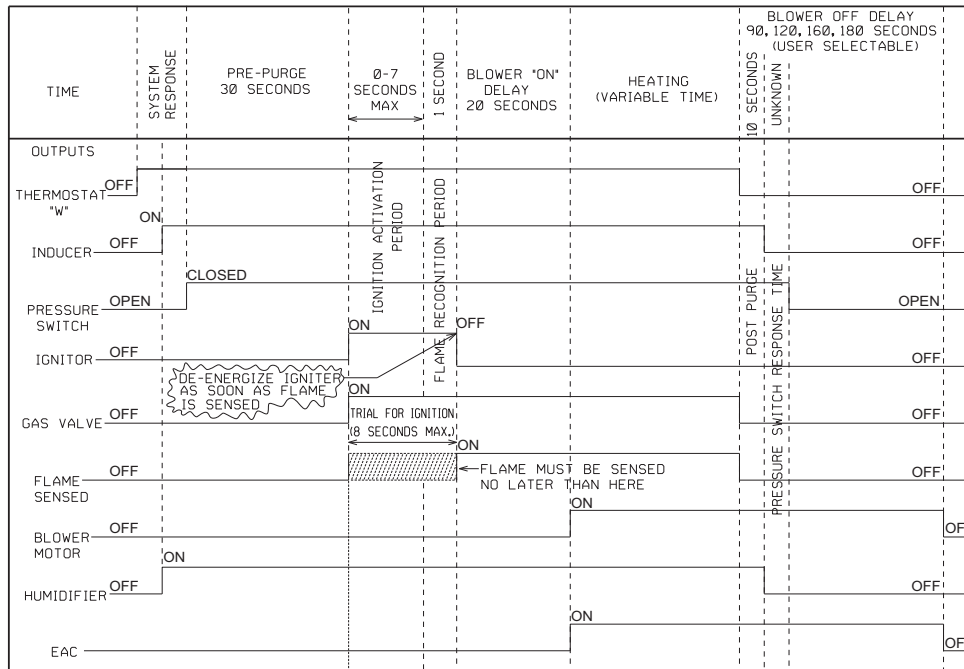 TIME
SYSTEM
RESPONSE
PRE-PURGE
30 SECONDS
0-7
SECONDS
MAX
1 SECOND
BLOWER "ON"
DELAY
20 SECONDS
HEATING
(VARIABLE TIME)
10 SECONDS
UNKNOWN
BLOWER OFF DELAY
90,120,160,180 SECONDS
(USER SELECTABLE)
OUTPUTS
THERMOSTAT
"W"
OFF
OFF
ON
INDUCER
OFF
OFF
CLOSED
PRESSURE
SWITCH
OPEN
OPEN
IGNITION ACTIVATION
PERIOD
FLAME RECOGNITION PERIOD
POST PURGE
PRESSURE SWITCH RESPONSE TIME
ON
OFF
IGNITOR
OFF
OFF
DE-ENERGIZE IGNITER
AS SOON AS FLAME
IS SENSED
ON
GAS VALVE
OFF
OFF
TRIAL FOR IGNITION
(8 SECONDS MAX.)
ON
FLAME
SENSED
OFF
OFF
FLAME MUST BE SENSED
NO LATER THAN HERE
ON
BLOWER
MOTOR
OFF
OF
ON
HUMIDIFIER
OFF
OFF
ON
EAC
OF